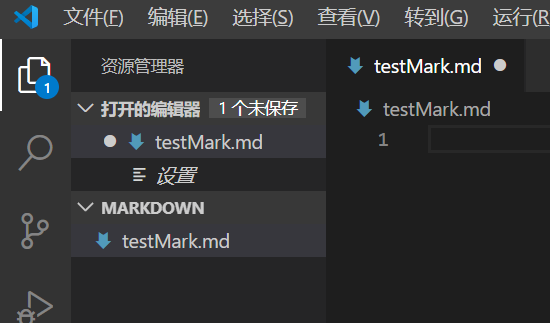 文件(F) 编辑(E) 选择(S) 查看(V) 转到(G) 运行(R
资源管理器
testMark.md
1
打开的编辑器 1 个未保存
testMark.md
testMark.md
1
设置
MARKDOWN
testMark.md